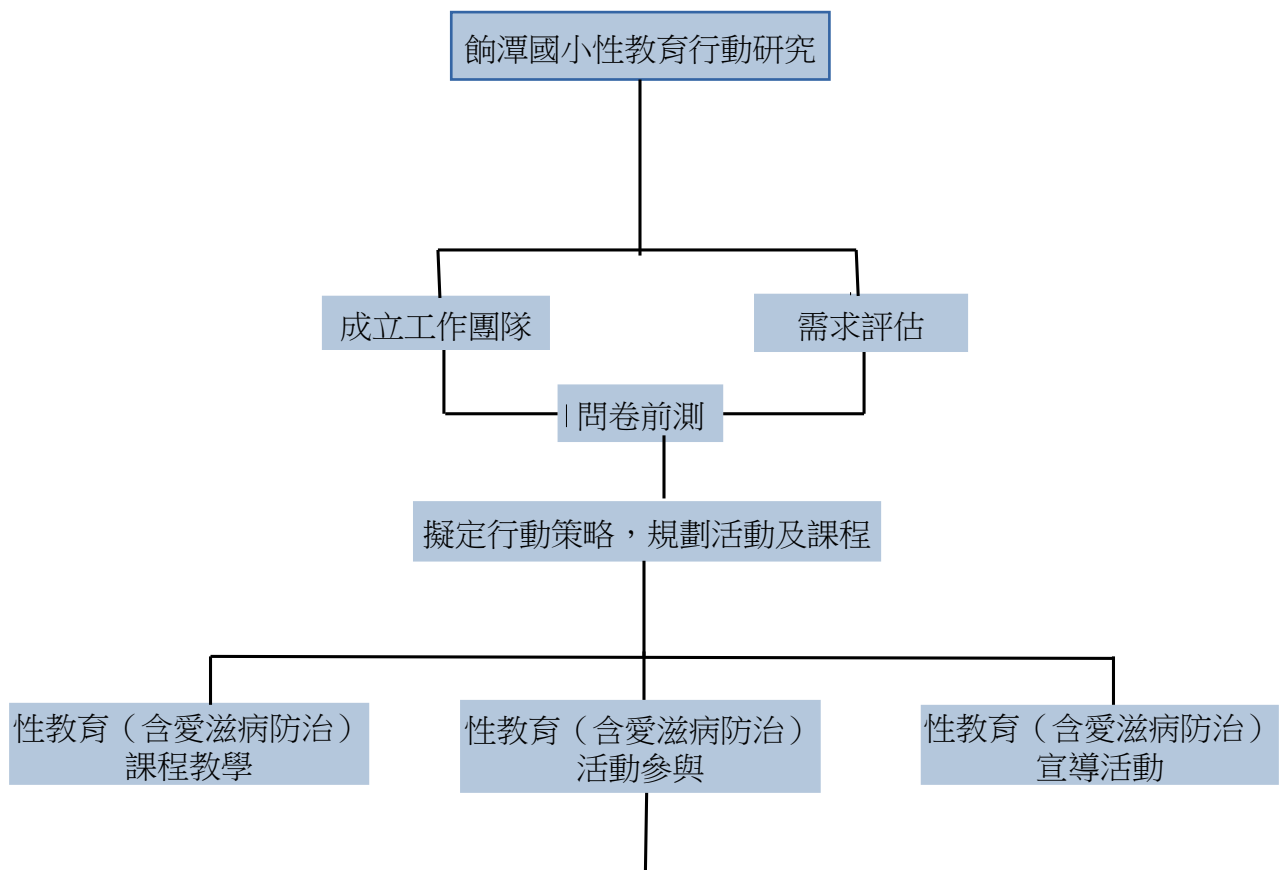 餉潭國小性教育行動研究
成立工作團隊
需求評估
問卷前測
擬定行動策略，規劃活動及課程
性教育（含愛滋病防治）
課程教學
性教育（含愛滋病防治）
活動參與
性教育（含愛滋病防治）
宣導活動